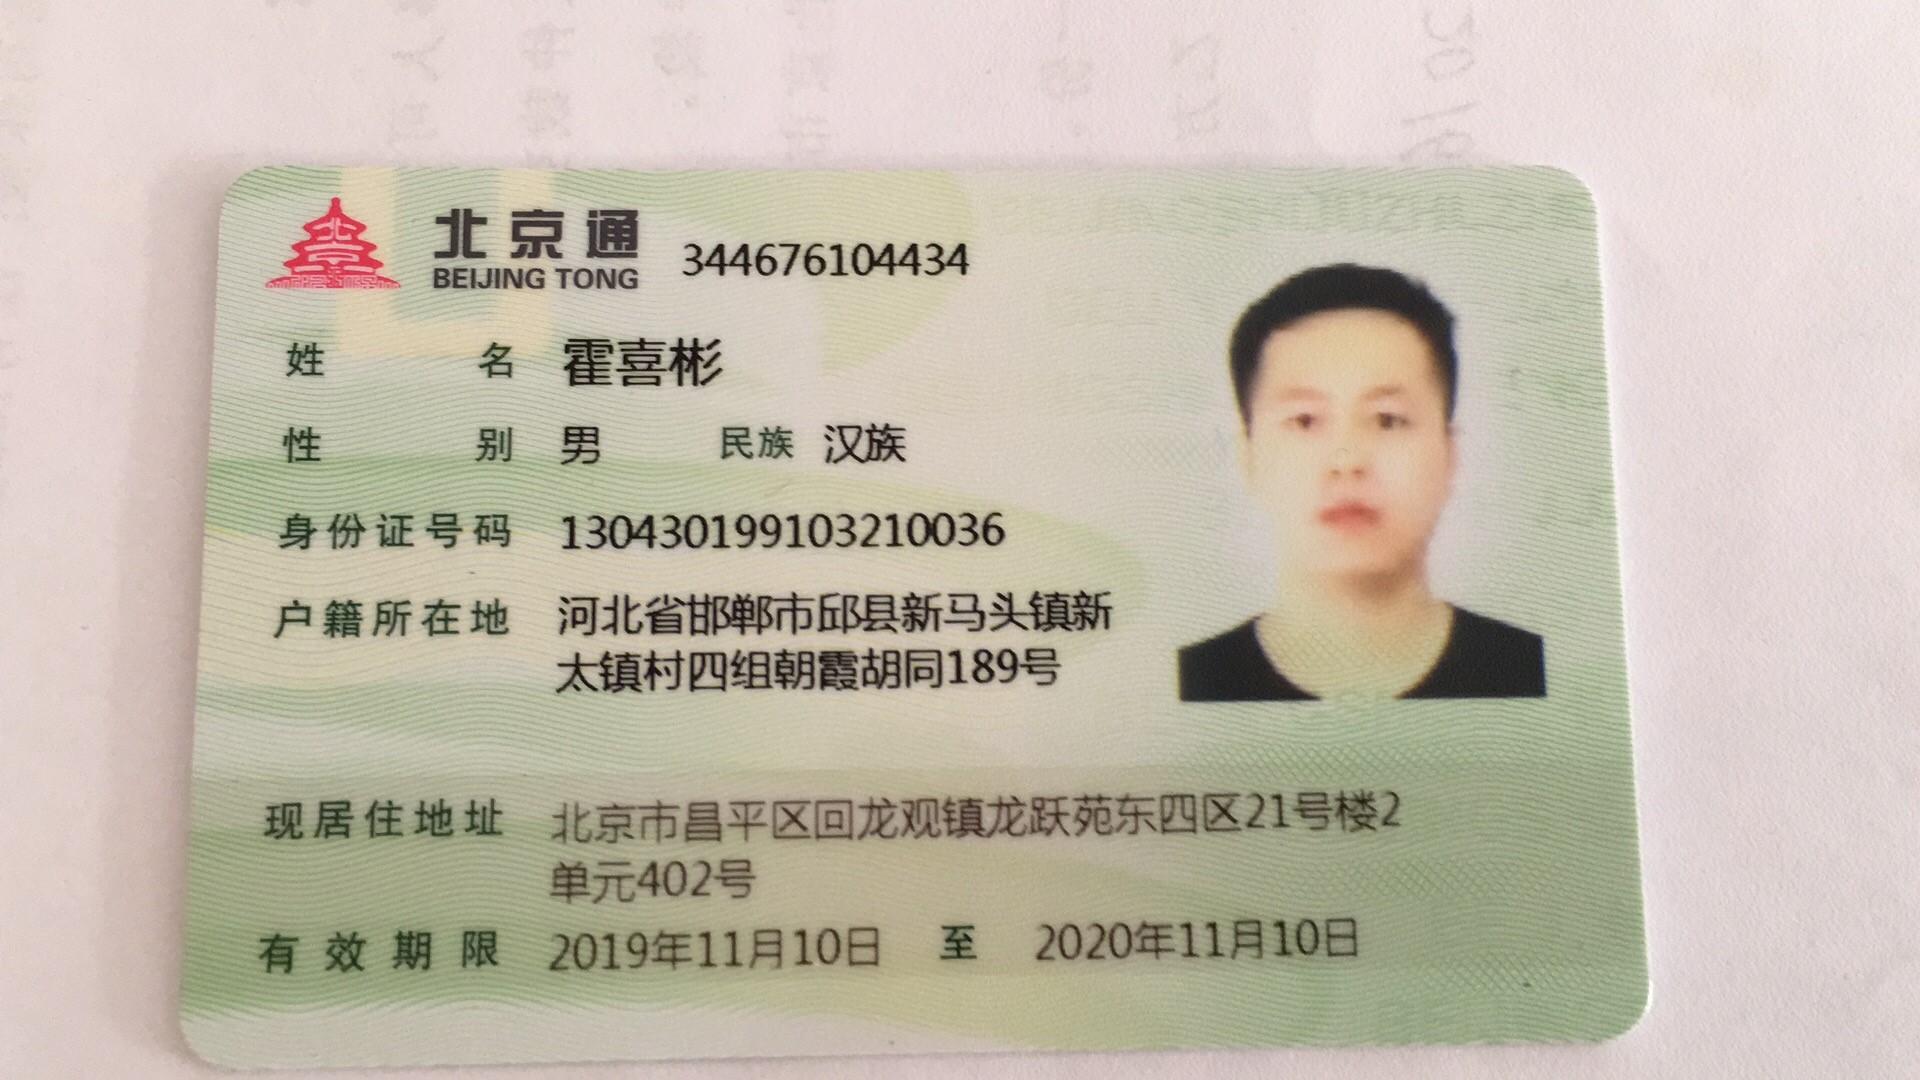 北京通
BEIJING TONG
344676104434
姓名 霍喜彬
性别 男 民族 汉族
身份证号码 130430199103210036
户籍所在地 河北省邯郸市邱县新马头镇新
太镇村四组朝霞胡同189号
现居住地址 北京市昌平区回龙观镇龙跃苑东四区21号楼2
单元402号
有效期限 2019年11月10日 至 2020年11月10日